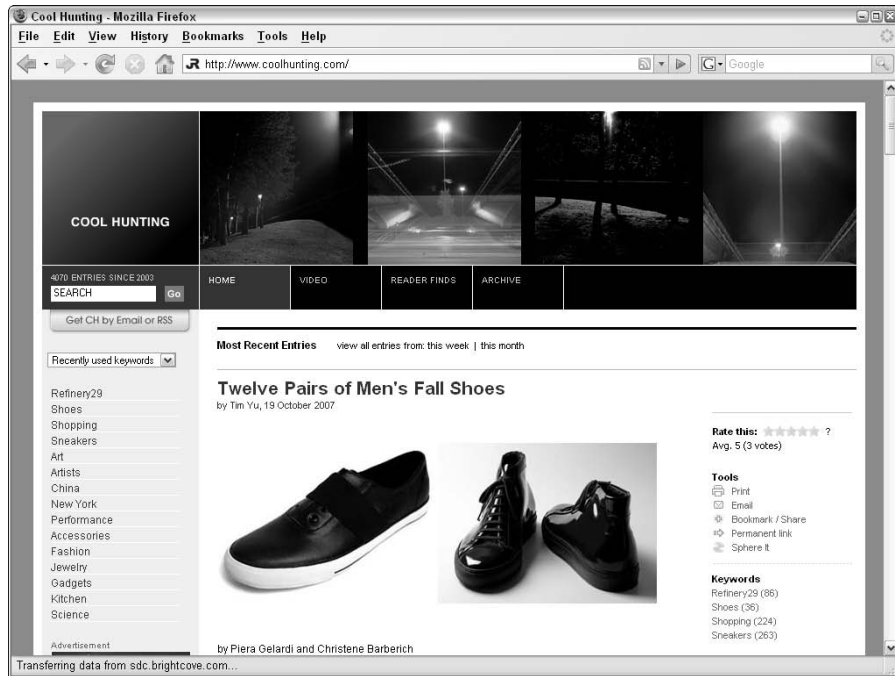 Cool Hunting - Mozilla Firefox
File Edit View History Bookmarks Tools Help
http://www.coolhunting.com/
G Google
COOL HUNTING
4070 ENTRIES SINCE 2003
SEARCH Go
HOME VIDEO READER FINDS ARCHIVE
Get CH by Email or RSS
Recently used keywords
Refinery29
Shoes
Shopping
Sneakers
Art
Artists
China
New York
Performance
Accessories
Fashion
Jewelry
Gadgets
Kitchen
Science
Advertisement
Most Recent Entries view all entries from: this week | this month
Twelve Pairs of Men's Fall Shoes
by Tim Yu, 19 October 2007
by Piera Gelardi and Christene Barberich
Rate this: ?
Avg. 5 (3 votes)
Tools
Print
Email
Bookmark / Share
Permanent link
Sphere It
Keywords
Refinery29 (86)
Shoes (36)
Shopping (224)
Sneakers (263)
Transferring data from sdc.brightcove.com...